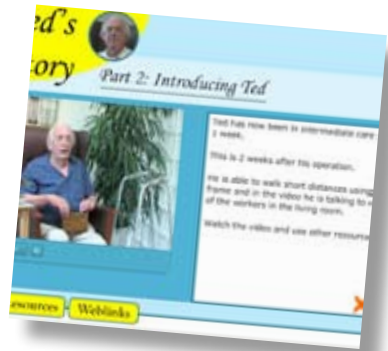 ed's
ory
Part 2: Introducing Ted
Ted has now been in intermediate care
1 week.
This is 2 weeks after his operation.
He is able to walk short distances using
frame and in the video he is talking to
of the workers in the living room.
Watch the video and use other resource
esources
Weblinks